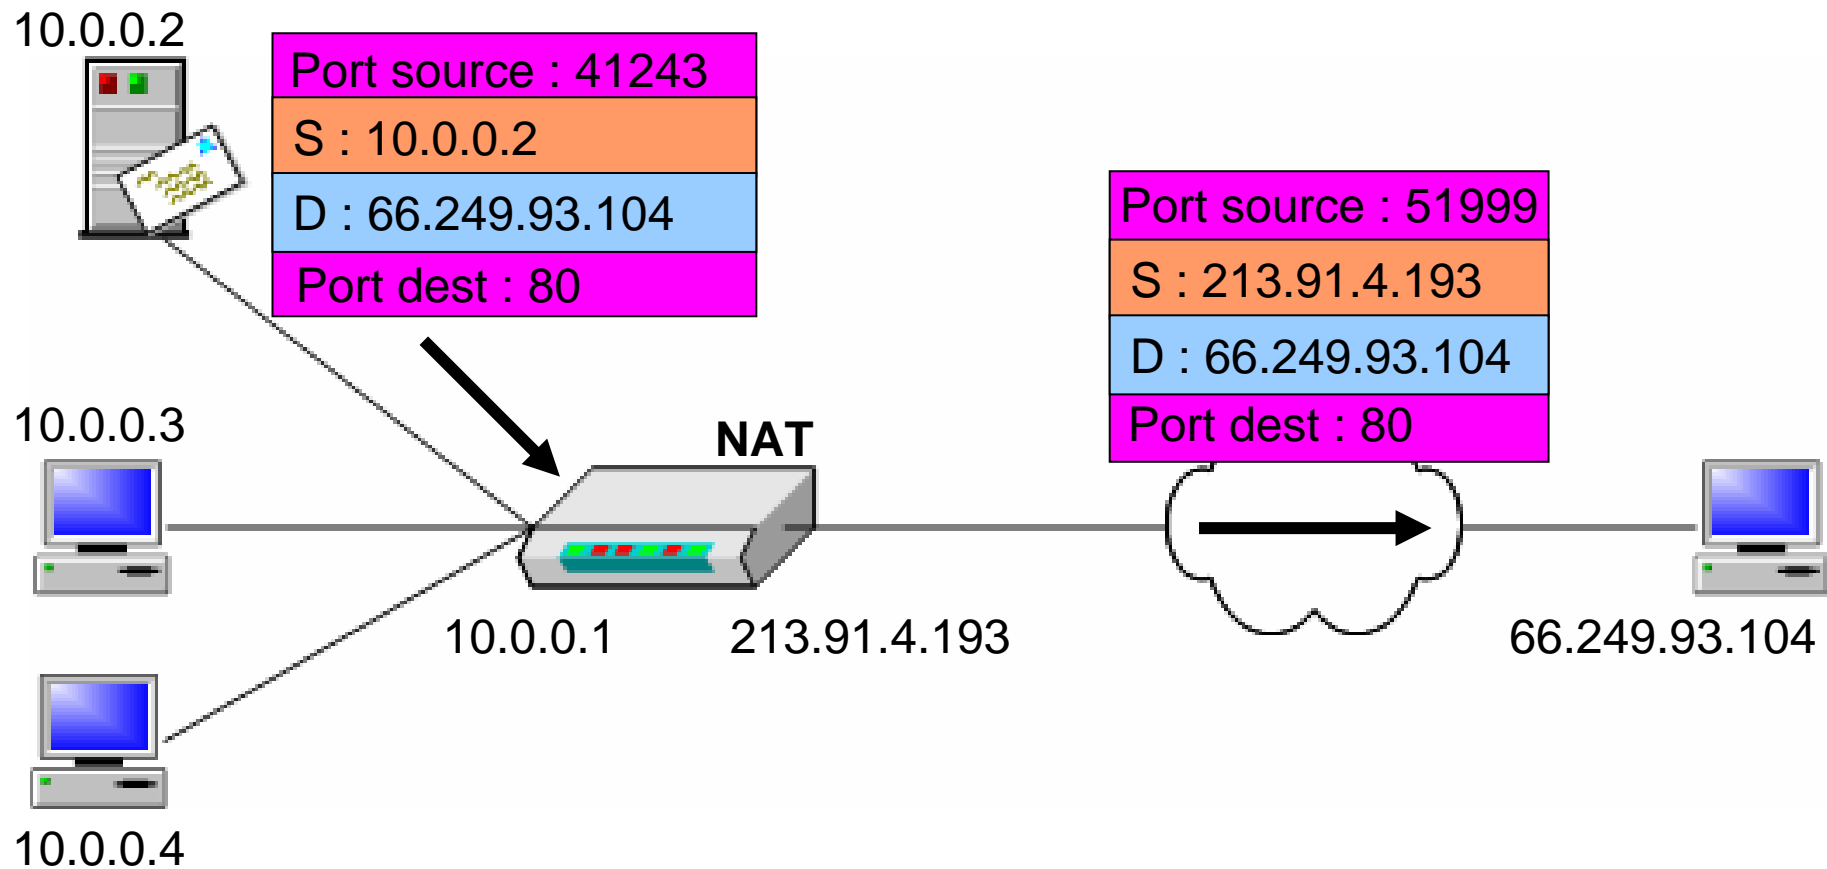 10.0.0.2
Port source : 41243
S : 10.0.0.2
D : 66.249.93.104
Port dest : 80
Port source : 51999
S : 213.91.4.193
D : 66.249.93.104
Port dest : 80
10.0.0.3
NAT
10.0.0.1
213.91.4.193
66.249.93.104
10.0.0.4